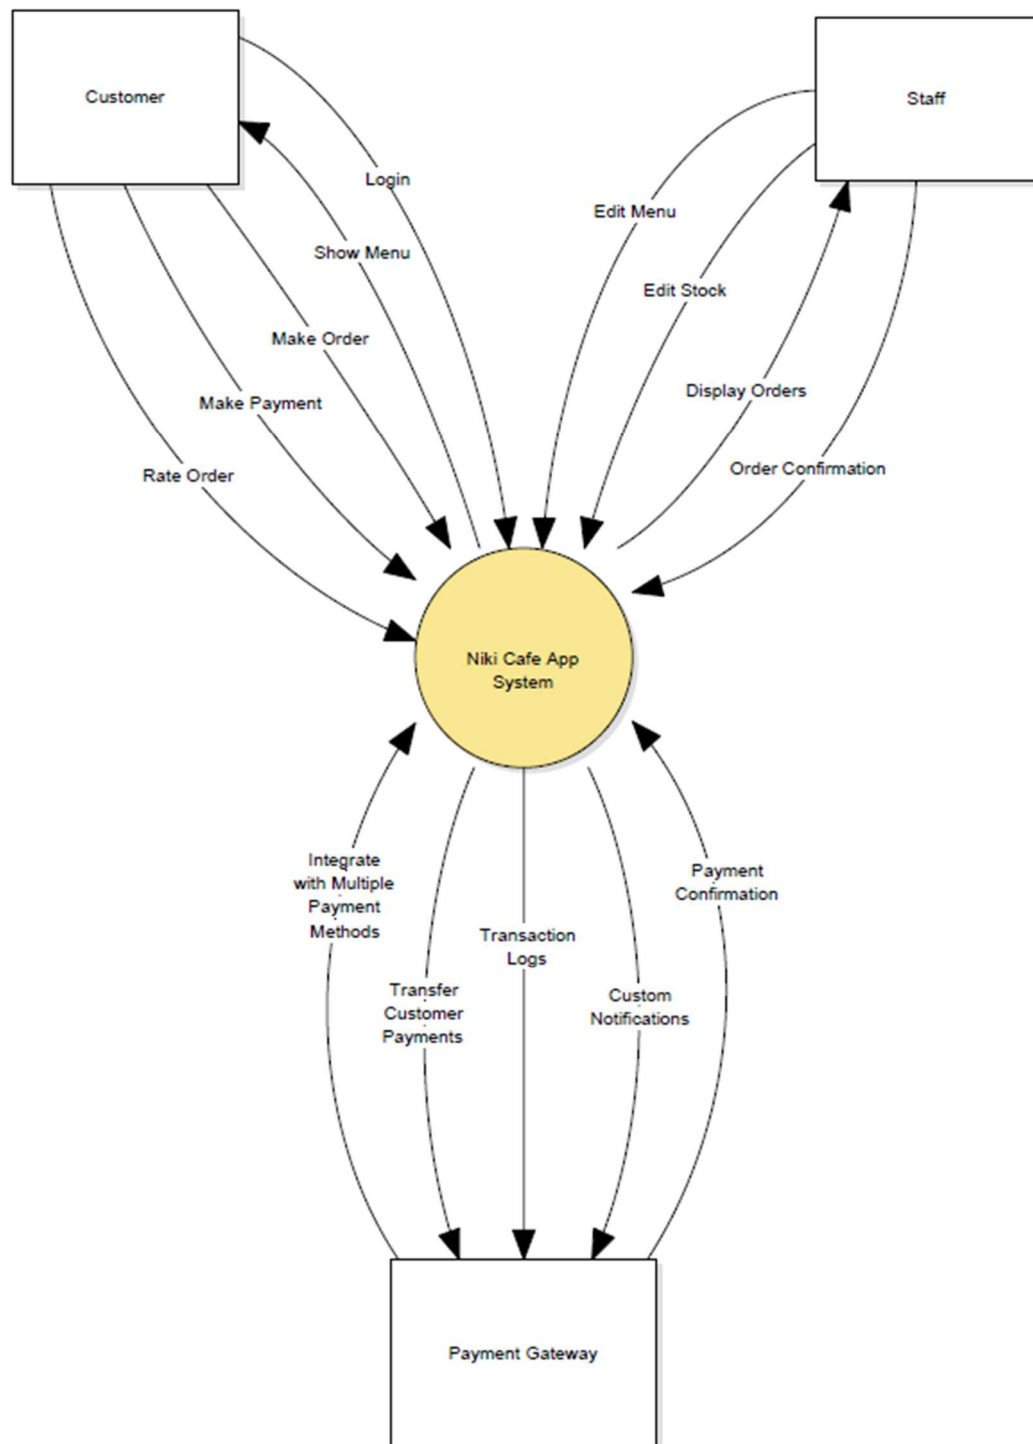 Customer
Staff
Login
Edit Menu
Show Menu
Edit Stock
Make Order
Display Orders
Make Payment
Order Confirmation
Rate Order
Niki Cafe App
System
Integrate
with Multiple
Payment
Methods
Transfer
Customer
Payments
Transaction
Logs
Custom
Notifications
Payment
Confirmation
Payment Gateway